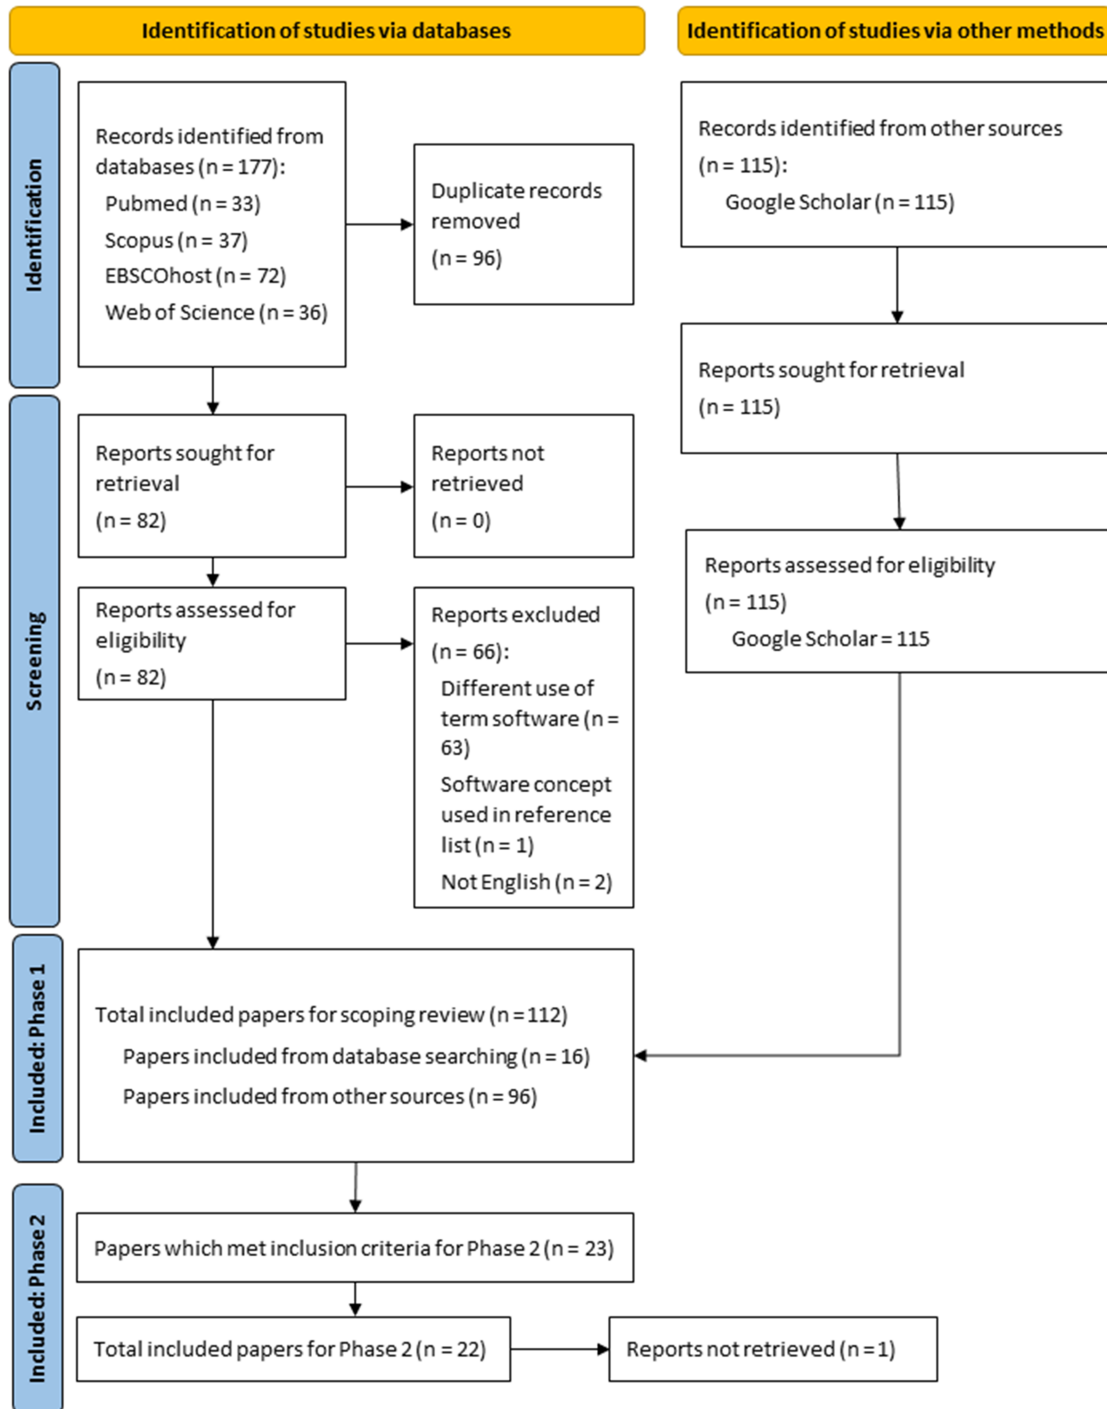 Identification of studies via databases
Identification of studies via other methods
Identification
Records identified from
databases (n = 177):
Pubmed (n = 33)
Scopus (n = 37)
EBSCOhost (n = 72)
Web of Science (n = 36)
Duplicate records
removed
(n = 96)
Records identified from other sources
(n = 115):
Google Scholar (n = 115)
Reports sought for retrieval
(n = 115)
Reports assessed for eligibility
(n = 115)
Google Scholar = 115
Screening
Reports sought for
retrieval
(n = 82)
Reports not
retrieved
(n = 0)
Reports assessed for
eligibility
(n = 82)
Reports excluded
(n = 66):
Different use of
term software (n =
63)
Software concept
used in reference
list (n = 1)
Not English (n = 2)
Included: Phase 1
Total included papers for scoping review (n = 112)
Papers included from database searching (n = 16)
Papers included from other sources (n = 96)
Included: Phase 2
Papers which met inclusion criteria for Phase 2 (n = 23)
Total included papers for Phase 2 (n = 22)
Reports not retrieved (n = 1)